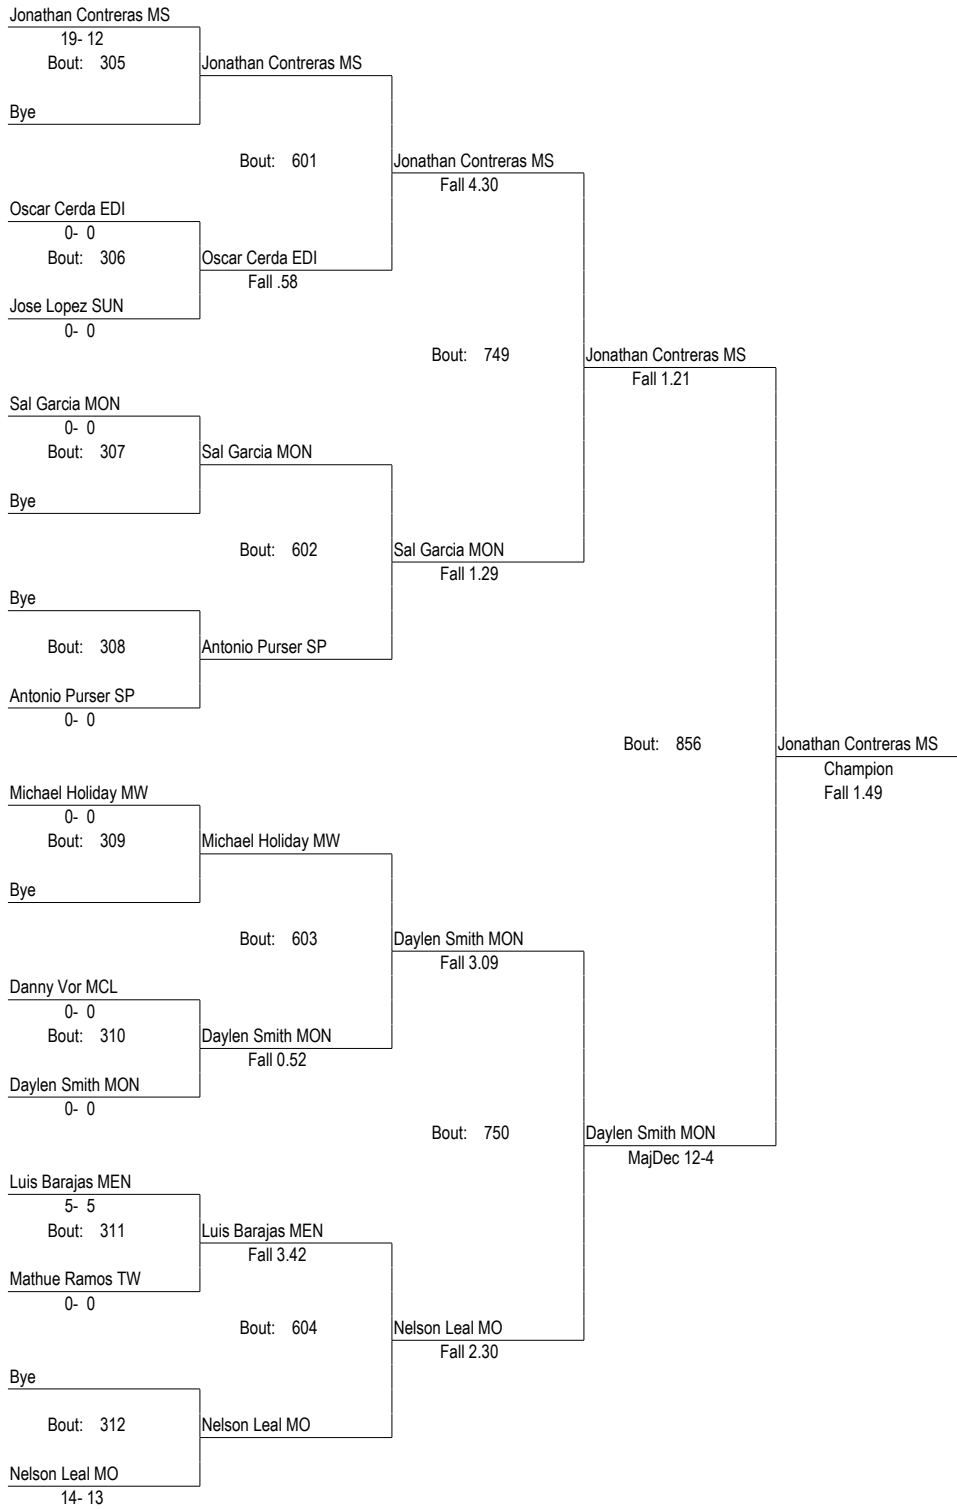 Jonathan Contreras MS
19- 12
Bout: 305
Jonathan Contreras MS
Bye
Bout: 601
Jonathan Contreras MS
Fall 4.30
Oscar Cerda EDI
0- 0
Bout: 306
Oscar Cerda EDI
Fall .58
Jose Lopez SUN
0- 0
Bout: 749
Jonathan Contreras MS
Fall 1.21
Sal Garcia MON
0- 0
Bout: 307
Sal Garcia MON
Bye
Bout: 602
Sal Garcia MON
Fall 1.29
Bye
Bout: 308
Antonio Purser SP
Antonio Purser SP
0- 0
Bout: 856
Jonathan Contreras MS
Champion
Fall 1.49
Michael Holiday MW
0- 0
Bout: 309
Michael Holiday MW
Bye
Bout: 603
Daylen Smith MON
Fall 3.09
Danny Vor MCL
0- 0
Bout: 310
Daylen Smith MON
Fall 0.52
Daylen Smith MON
0- 0
Bout: 750
Daylen Smith MON
MajDec 12-4
Luis Barajas MEN
5- 5
Bout: 311
Luis Barajas MEN
Fall 3.42
Mathue Ramos TW
0- 0
Bout: 604
Nelson Leal MO
Fall 2.30
Bye
Bout: 312
Nelson Leal MO
Nelson Leal MO
14- 13